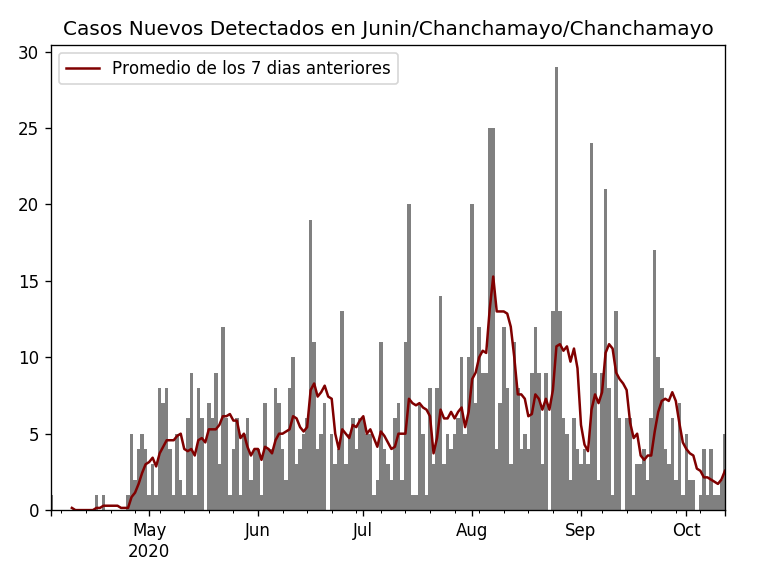 Casos Nuevos Detectados en Junin/Chanchamayo/Chanchamayo
Promedio de los 7 dias anteriores
30
25
20
15
10
5
0
May Jun Jul Aug Sep Oct
2020